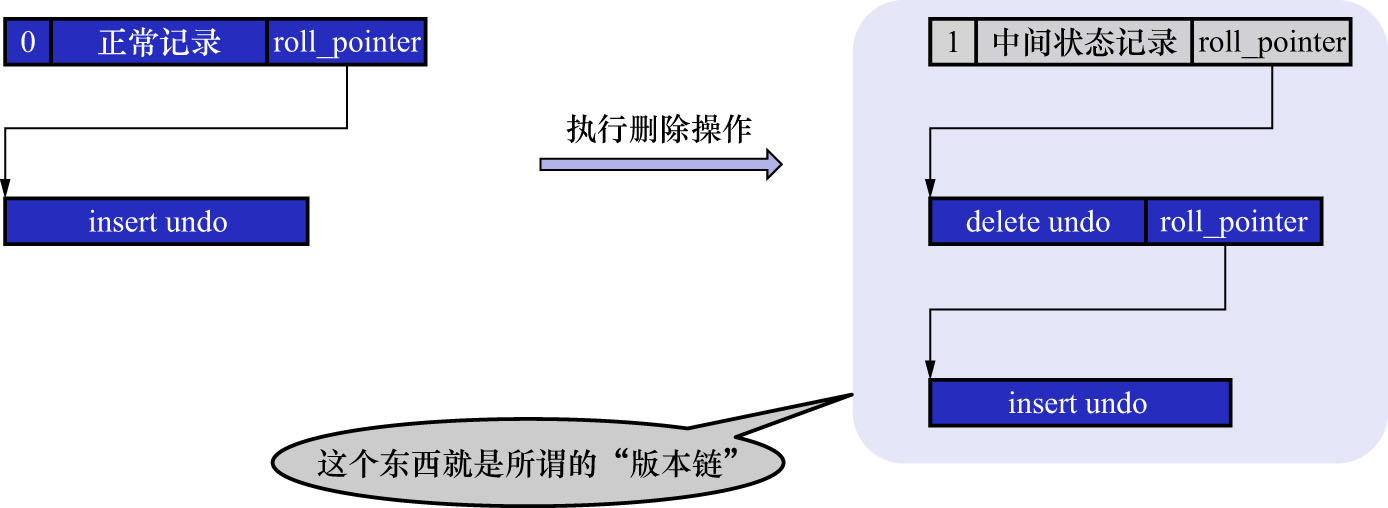 0 正常记录 roll_pointer
insert undo
执行删除操作
1 中间状态记录 roll_pointer
delete undo roll_pointer
insert undo
这个东西就是所谓的“版本链”